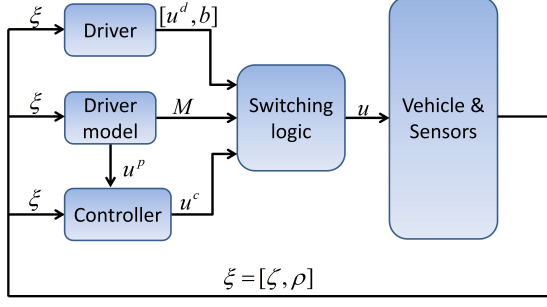 ξ
[u^d, b]
Driver
ξ
Driver
model
M
Switching
logic
u
Vehicle &
Sensors
u^p
ξ
Controller
u^c
ξ = [ζ, ρ]